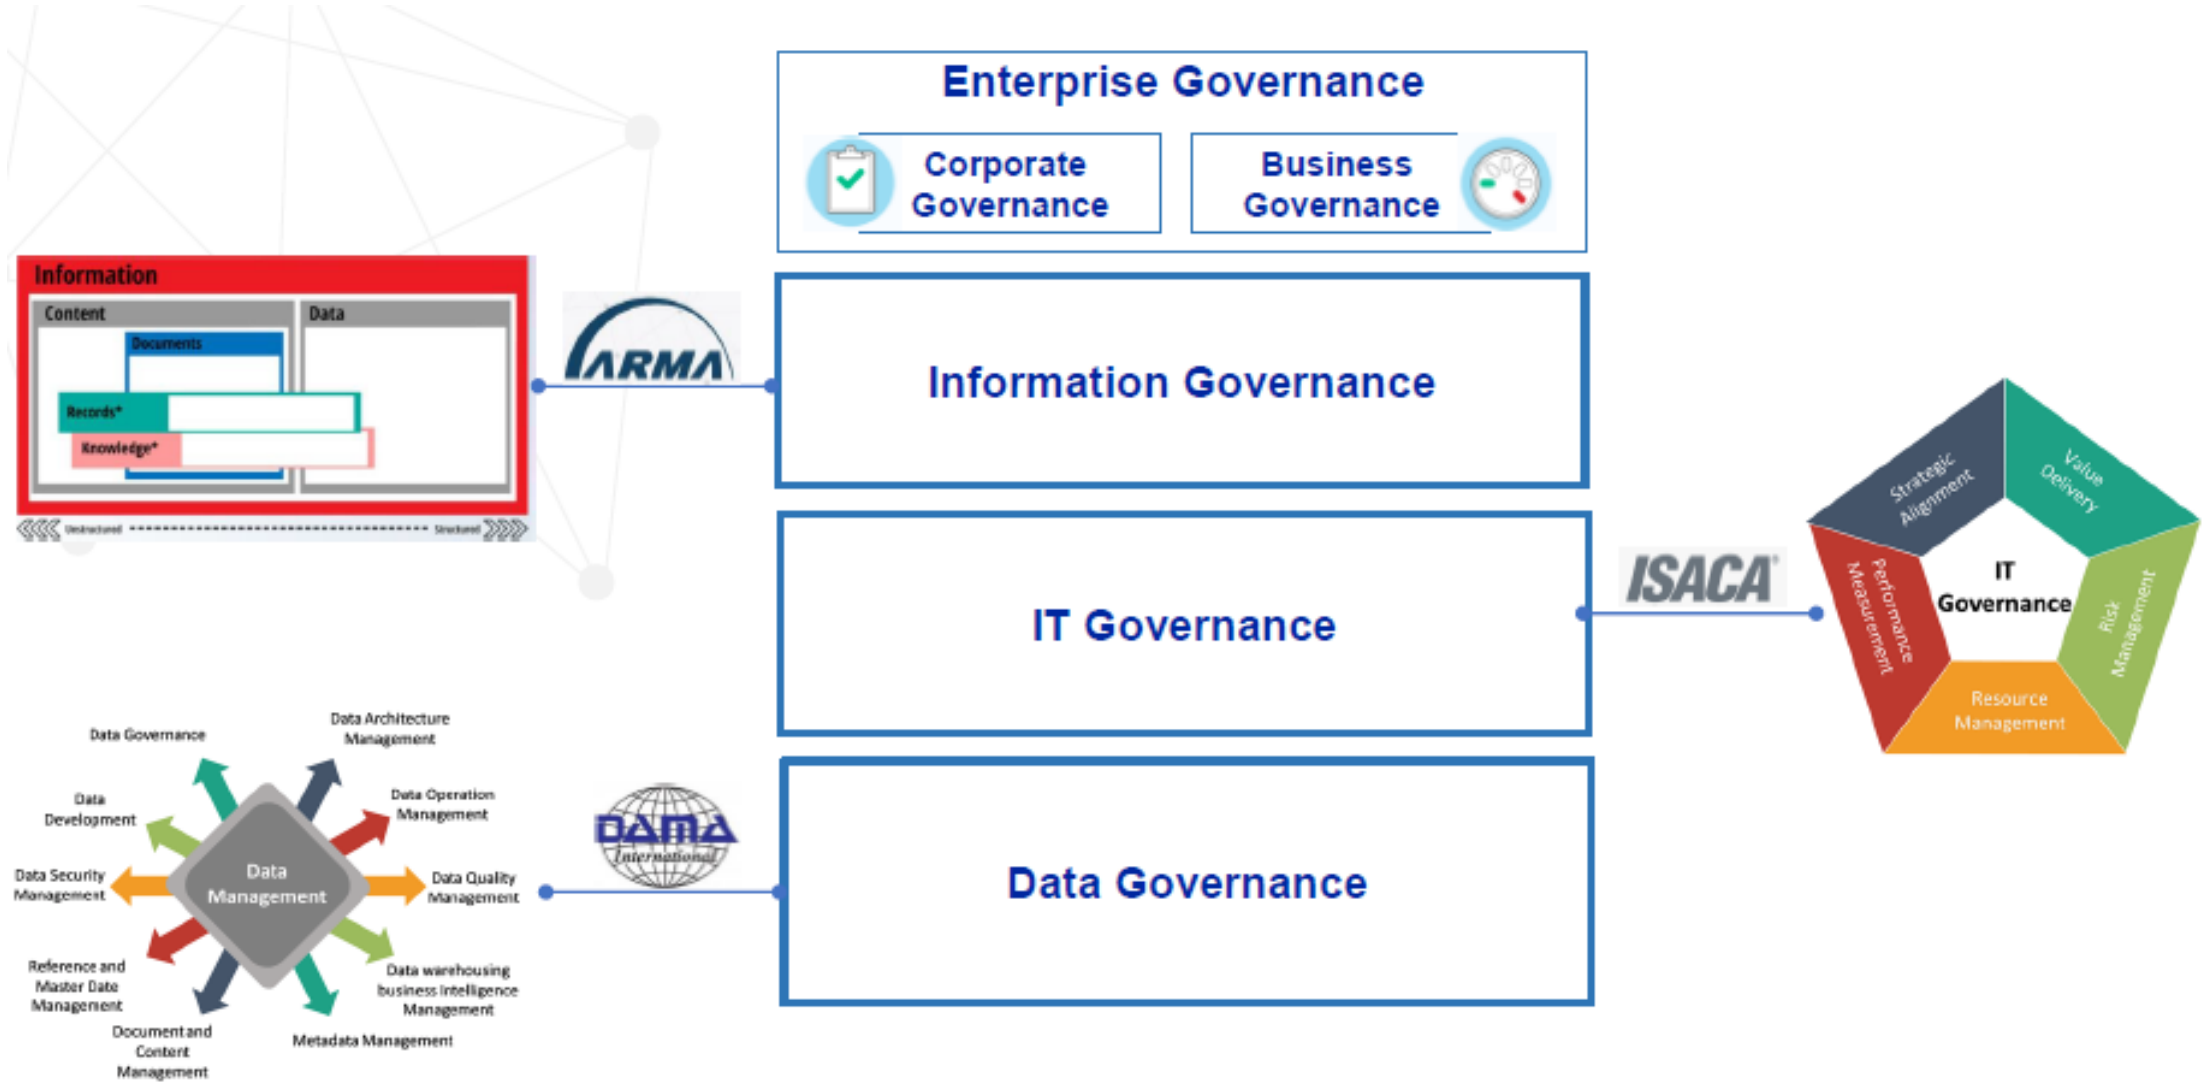 Enterprise Governance
Corporate
Governance
Business
Governance
Information
Content
Data
Documents
Records*
Knowledge*
Unstructured
Structured
ARMA
Information Governance
IT Governance
ISACA®
Strategic
Alignment
Value
Delivery
Performance
Measurement
IT
Governance
Risk
Management
Resource
Management
Data Governance
Data Architecture
Management
Data
Development
Data Operation
Management
Data Security
Management
Data
Management
Data Quality
Management
Reference and
Master Date
Management
Data warehousing
business intelligence
Management
Document and
Content
Management
Metadata Management
DAMA
International
Data Governance